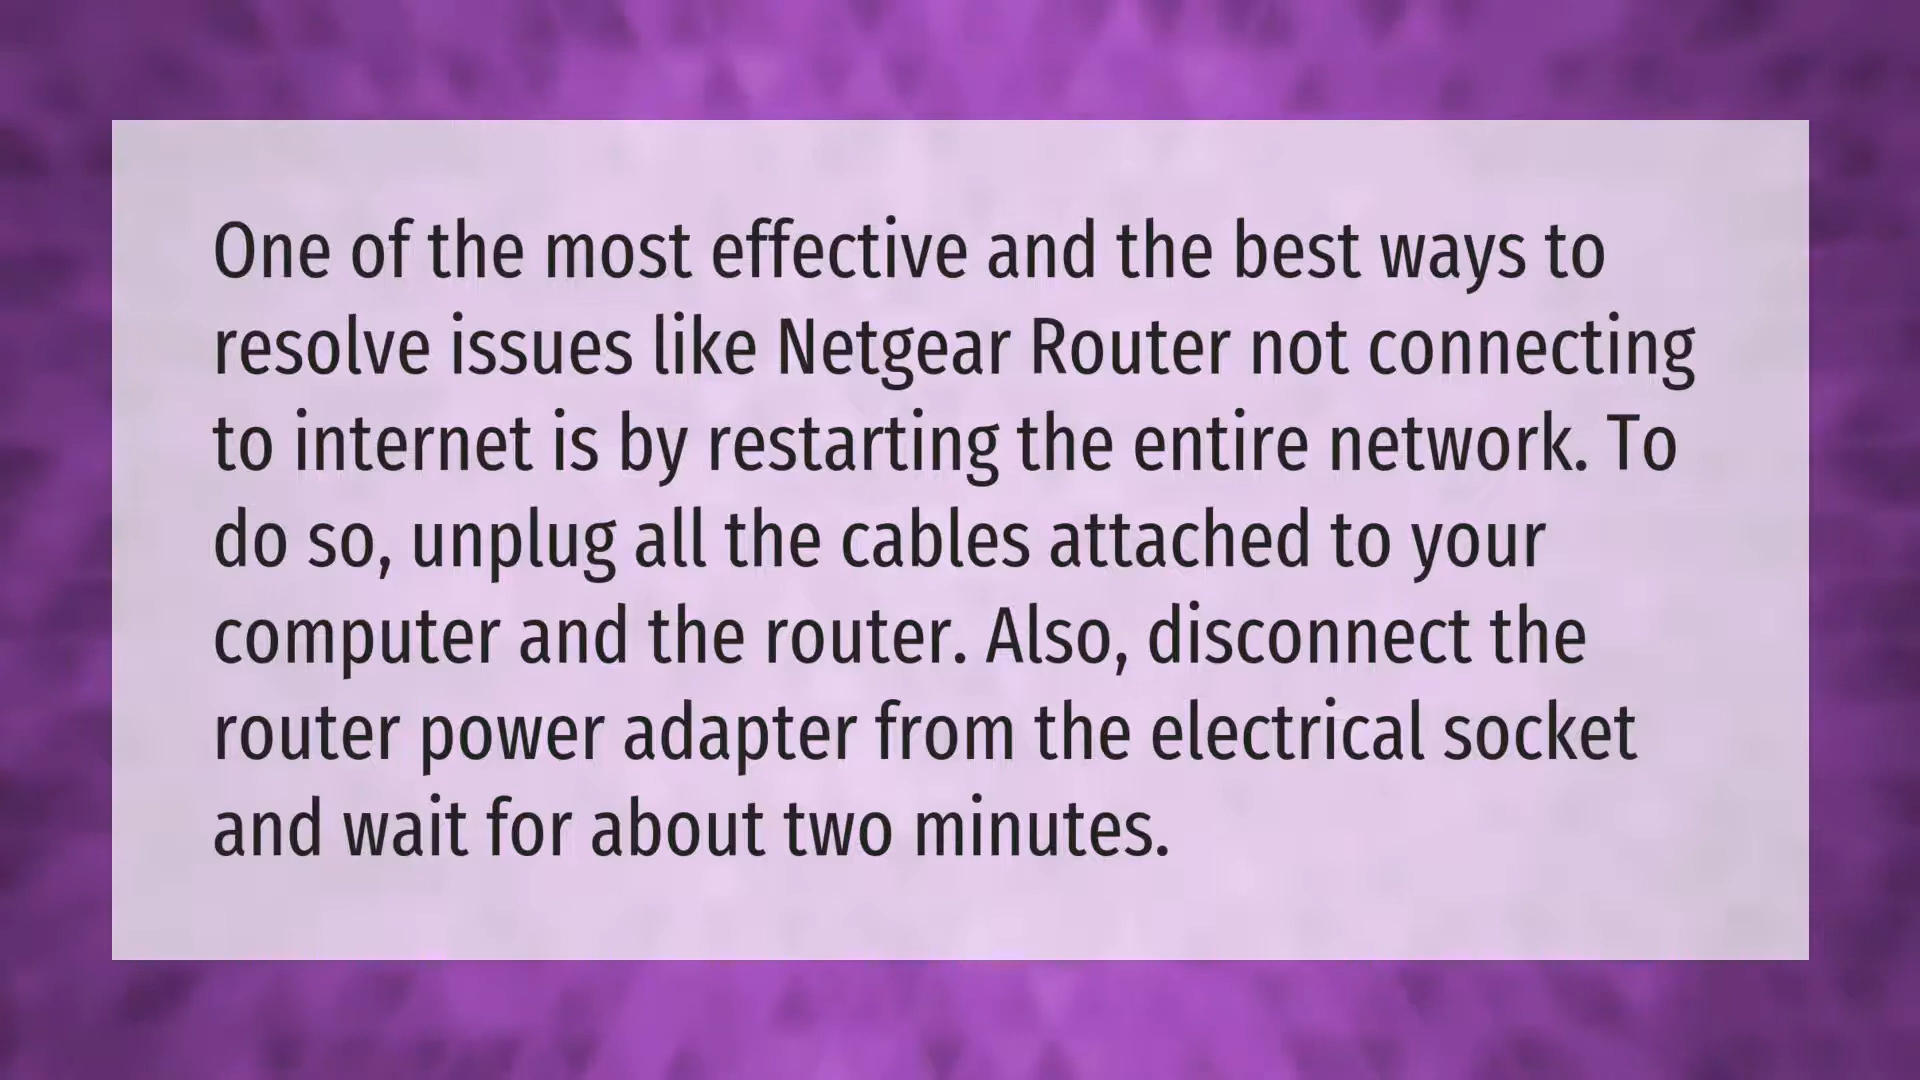 One of the most effective and the best ways to
resolve issues like Netgear Router not connecting
to internet is by restarting the entire network. To
do so, unplug all the cables attached to your
computer and the router. Also, disconnect the
router power adapter from the electrical socket
and wait for about two minutes.